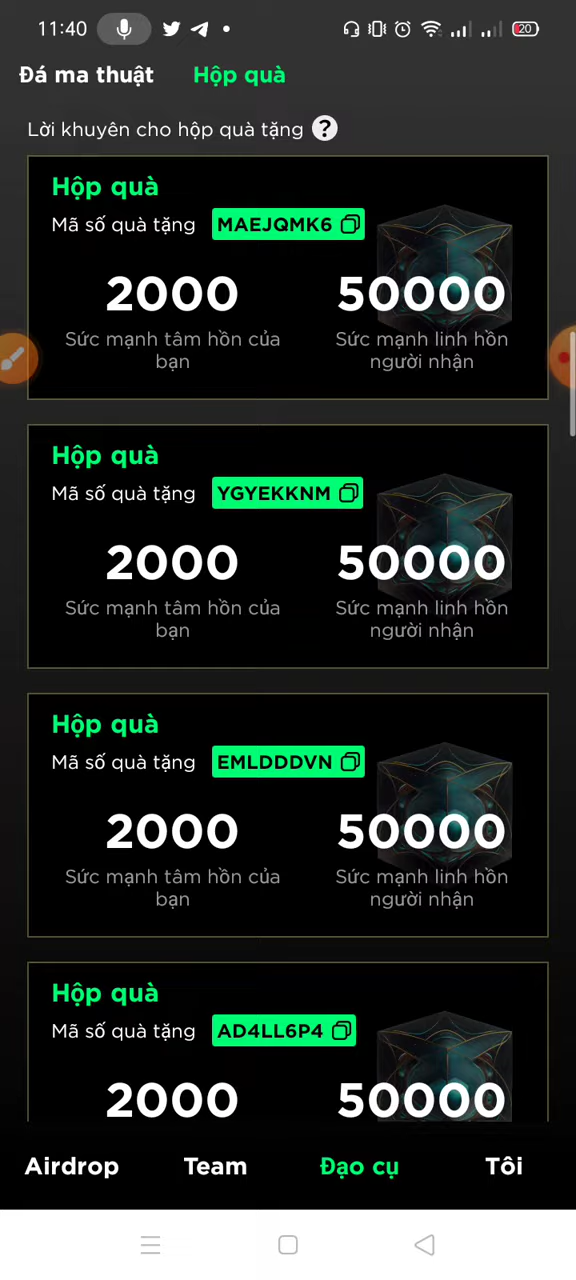 11:40
20
Đá ma thuật Hộp quà
Lời khuyên cho hộp quà tặng ?
Hộp quà
Mã số quà tặng MAEJQMK6
2000 50000
Sức mạnh tâm hồn của Sức mạnh linh hồn
bạn người nhận
Hộp quà
Mã số quà tặng YGYEKKNM
2000 50000
Sức mạnh tâm hồn của Sức mạnh linh hồn
bạn người nhận
Hộp quà
Mã số quà tặng EMLDDDVN
2000 50000
Sức mạnh tâm hồn của Sức mạnh linh hồn
bạn người nhận
Hộp quà
Mã số quà tặng AD4LL6P4
2000 50000
Airdrop Team Đạo cụ Tôi